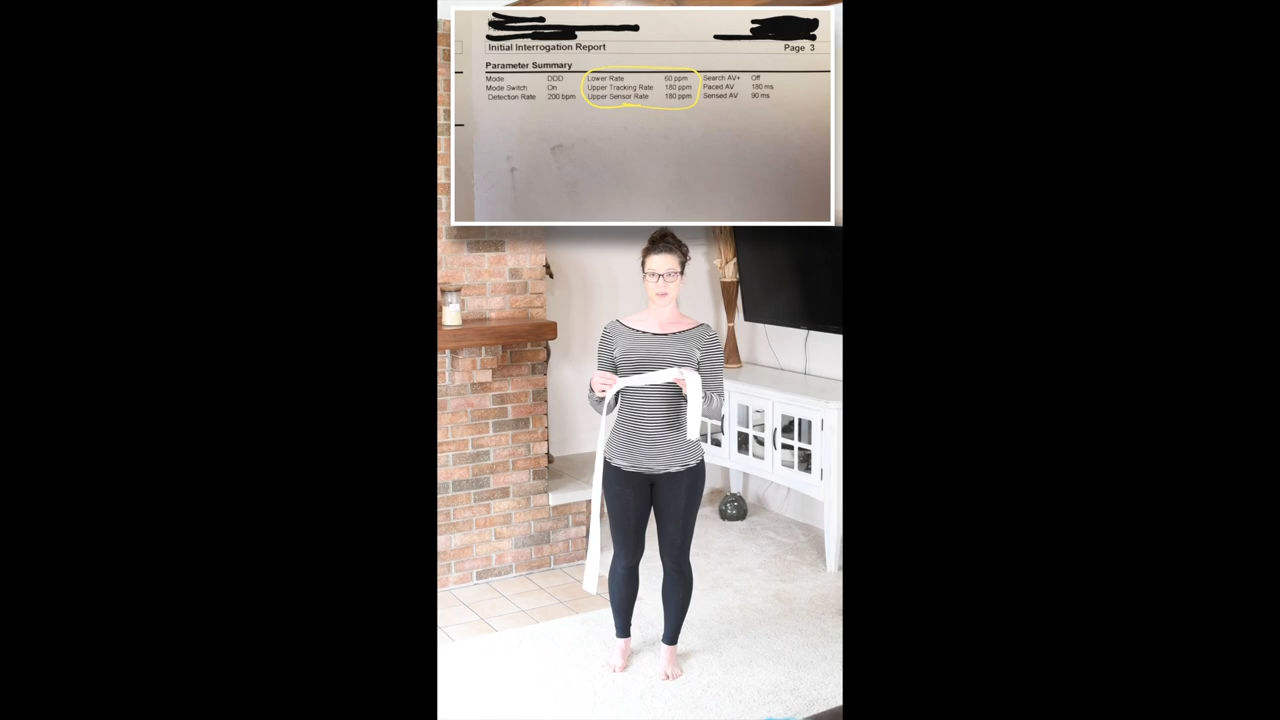 Initial Interrogation Report Page 3
Parameter Summary
Mode DDD Lower Rate 60 ppm Search AV+ Off
Mode Switch On Upper Tracking Rate 180 ppm Paced AV 180 ms
Detection Rate 200 bpm Upper Sensor Rate 180 ppm Sensed AV 90 ms